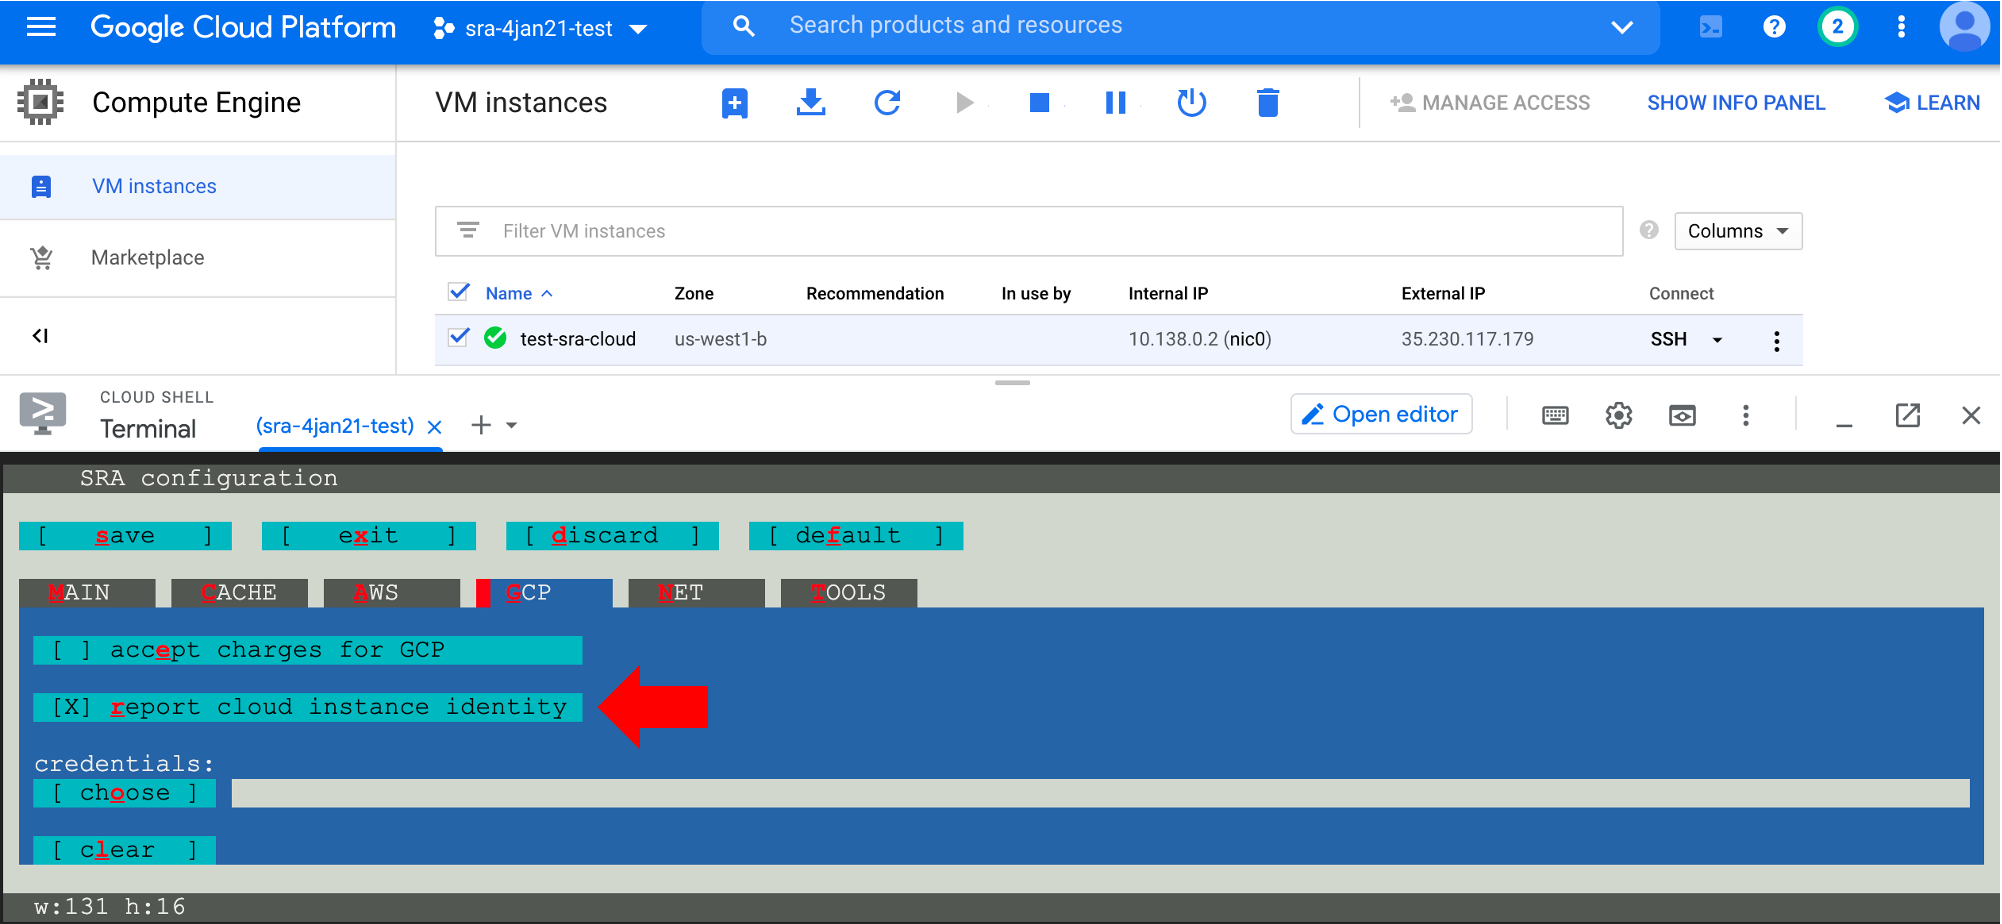 Google Cloud Platform sra-4jan21-test Search products and resources 2
Compute Engine VM instances MANAGE ACCESS SHOW INFO PANEL LEARN
VM instances
Marketplace
Filter VM instances Columns
Name Zone Recommendation In use by Internal IP External IP Connect
test-sra-cloud us-west1-b 10.138.0.2 (nic0) 35.230.117.179 SSH
CLOUD SHELL
Terminal (sra-4jan21-test) Open editor
SRA configuration
[ save ] [ exit ] [ discard ] [ default ]
MAIN CACHE AWS GCP NET TOOLS
[ ] accept charges for GCP
[X] report cloud instance identity
credentials:
[ choose ]
[ clear ]
w:131 h:16